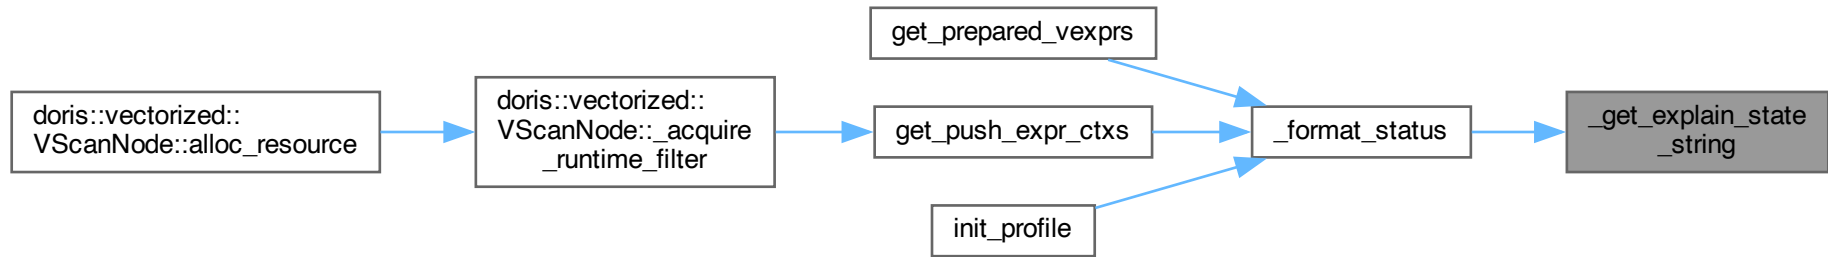 get_prepared_vexprs
doris::vectorized::
VScanNode::alloc_resource
doris::vectorized::
VScanNode::_acquire
_runtime_filter
get_push_expr_ctxs
_format_status
_get_explain_state
_string
init_profile